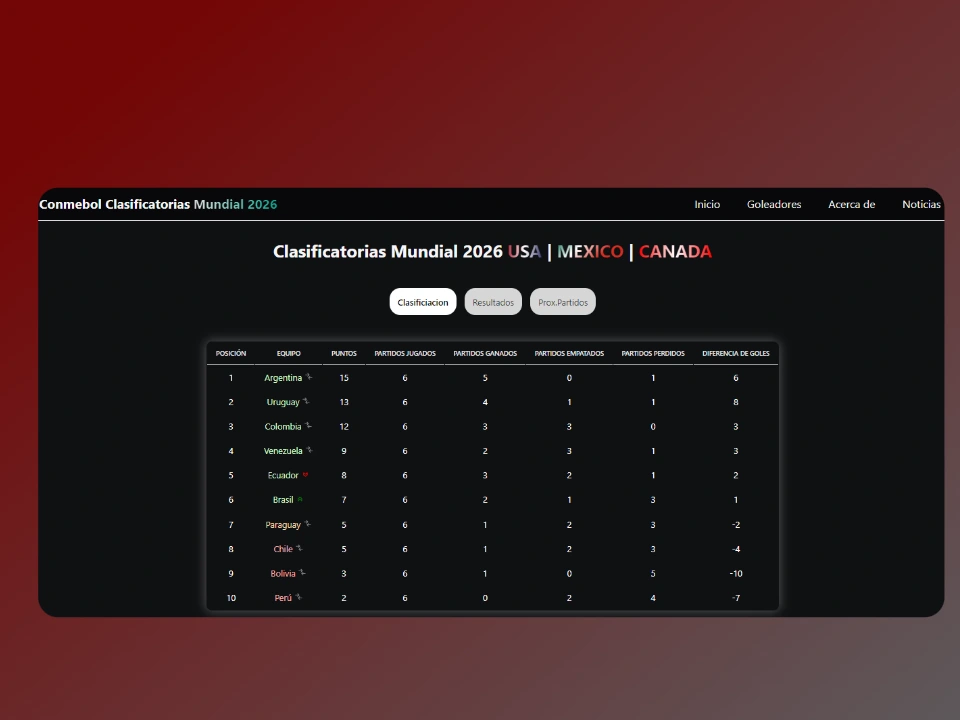 Conmebol Clasificatorias Mundial 2026 Inicio Goleadores Acerca de Noticias
Clasificatorias Mundial 2026 USA | MEXICO | CANADA
Clasificiacion Resultados Prox.Partidos
POSICIÓN EQUIPO PUNTOS PARTIDOS JUGADOS PARTIDOS GANADOS PARTIDOS EMPATADOS PARTIDOS PERDIDOS DIFERENCIA DE GOLES
1 Argentina 15 6 5 0 1 6
2 Uruguay 13 6 4 1 1 8
3 Colombia 12 6 3 3 0 3
4 Venezuela 9 6 2 3 1 3
5 Ecuador 8 6 3 2 1 2
6 Brasil 7 6 2 1 3 1
7 Paraguay 5 6 1 2 3 -2
8 Chile 5 6 1 2 3 -4
9 Bolivia 3 6 1 0 5 -10
10 Perú 2 6 0 2 4 -7